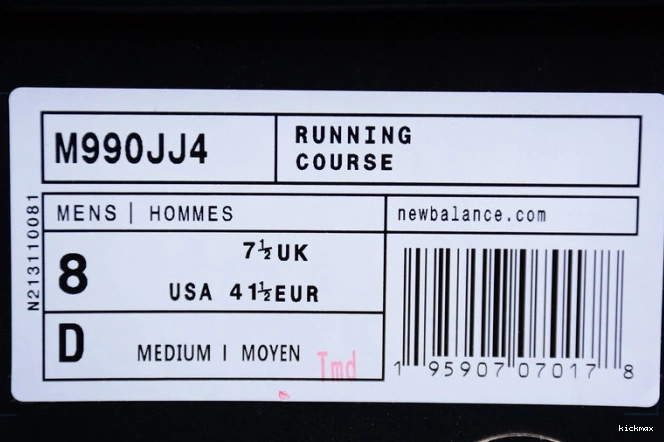 M990JJ4
RUNNING
COURSE
MENS | HOMMES
newbalance.com
N213110081
8
7½UK
USA 41½EUR
D
MEDIUM | MOYEN
Tmd
1 95907 07017 8
kickmax